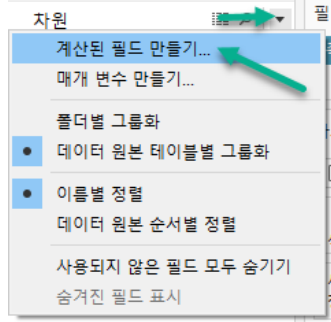 차원
필
계산된 필드 만들기...
매개 변수 만들기...
폴더별 그룹화
데이터 원본 테이블별 그룹화
이름별 정렬
데이터 원본 순서별 정렬
사용되지 않은 필드 모두 숨기기
숨겨진 필드 표시